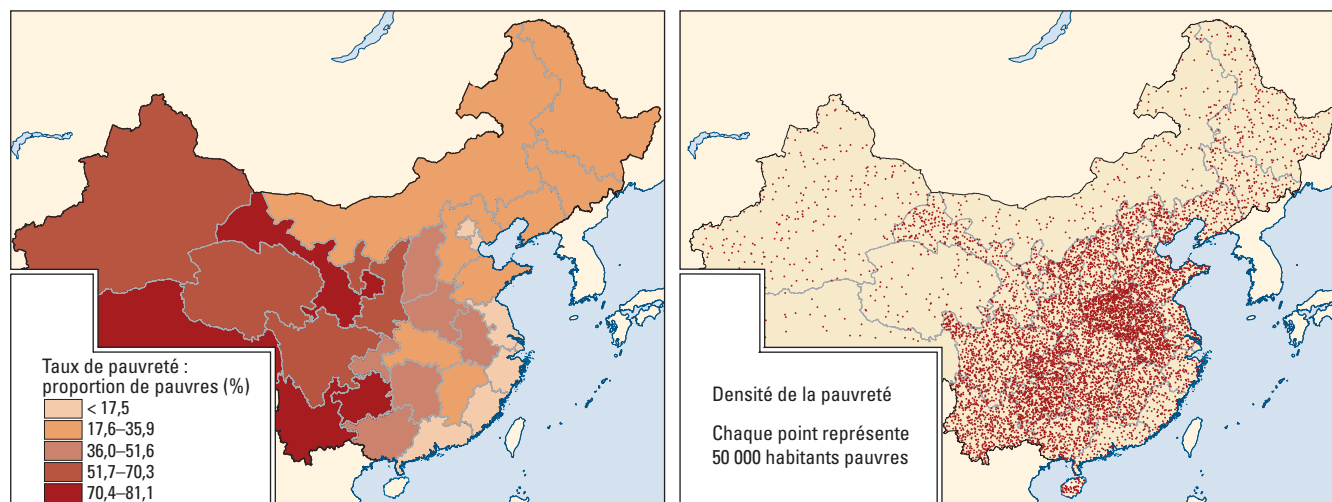 Taux de pauvreté :
proportion de pauvres (%)
< 17,5
17,6–35,9
36,0–51,6
51,7–70,3
70,4–81,1
Densité de la pauvreté
Chaque point représente
50 000 habitants pauvres